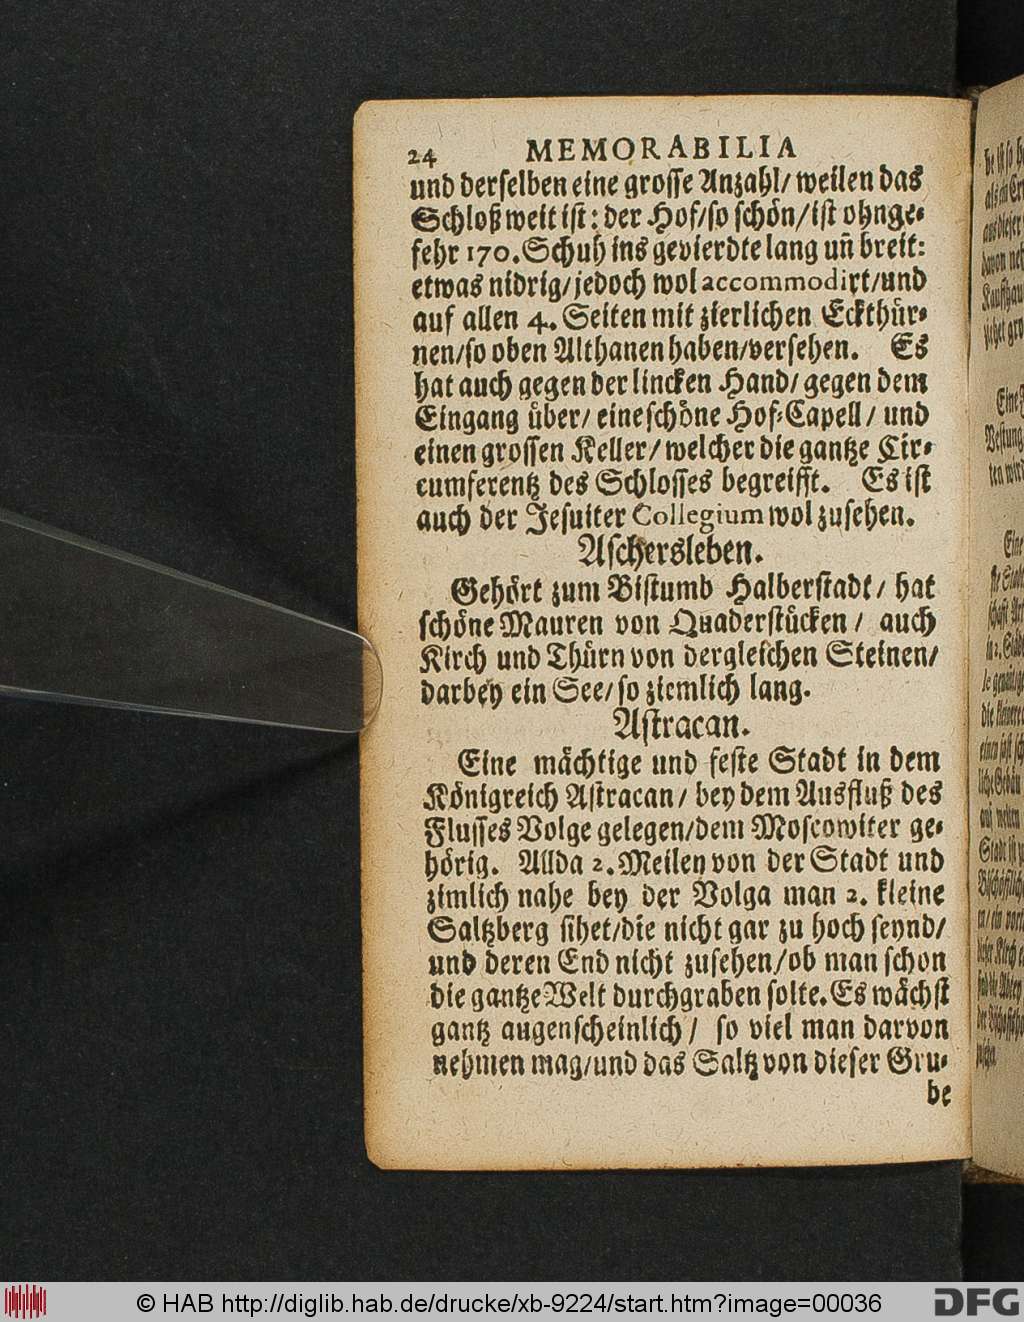 24 MEMORABILIA
und derselben eine grosse Anzahl/ weilen das
Schloß weit ist: der Hof/so schön/ist ohnge-
fehr 170. Schuh ins gevierdte lang uñ breit:
etwas nidrig/jedoch wol accommodirt/und
auf allen 4. Seiten mit zierlichen Eckthür-
nen/so oben Althanen haben/versehen. Es
hat auch gegen der lincken Hand/ gegen dem
Eingang über/ eine schöne Hof-Capell/ und
einen grossen Keller/ welcher die gantze Cir-
cumferentz des Schlosses begreifft. Es ist
auch der Jesuiter Collegium wol zusehen.
Aschersleben.
Gehört zum Bistumb Halberstadt/ hat
schöne Mauren von Quaderstücken/ auch
Kirch und Thürn von dergleichen Steinen/
darbey ein See/ so ziemlich lang.
Astracan.
Eine mächtige und feste Stadt in dem
Königreich Astracan/ bey dem Ausfluß des
Flusses Volge gelegen/dem Moscowiter ge-
hörig. Allda 2. Meilen von der Stadt und
zimlich nahe bey der Volga man 2. kleine
Saltzberg sihet/die nicht gar zu hoch seynd/
und deren End nicht zusehen/ob man schon
die gantze Welt durchgraben solte. Es wächst
gantz augenscheinlich/ so viel man darvon
nehmen mag/und das Saltz von dieser Gru-
be
© HAB http://diglib.hab.de/drucke/xb-9224/start.htm?image=00036
DFG